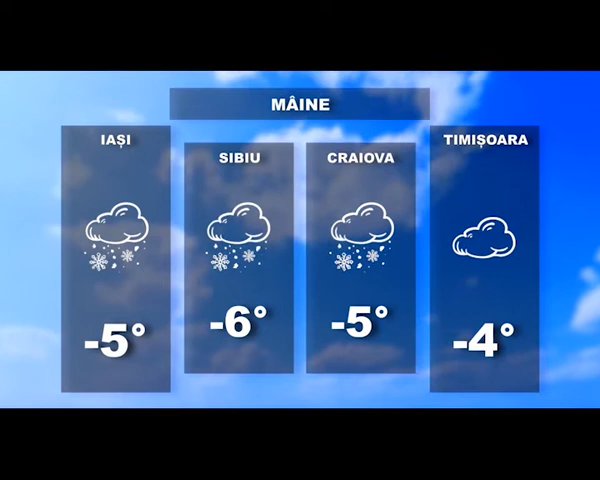 MÂINE
IAȘI
-5°
SIBIU
-6°
CRAIOVA
-5°
TIMIȘOARA
-4°